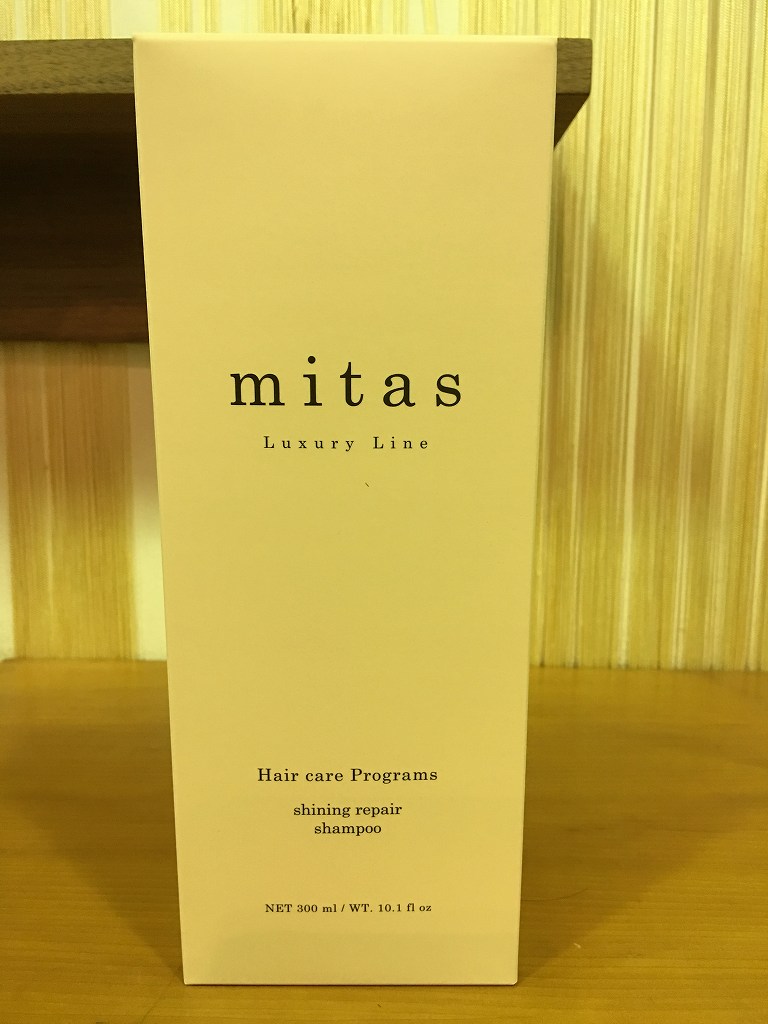 mitas
Luxury Line
Hair care Programs
shining repair
shampoo
NET 300 ml / WT. 10.1 fl oz